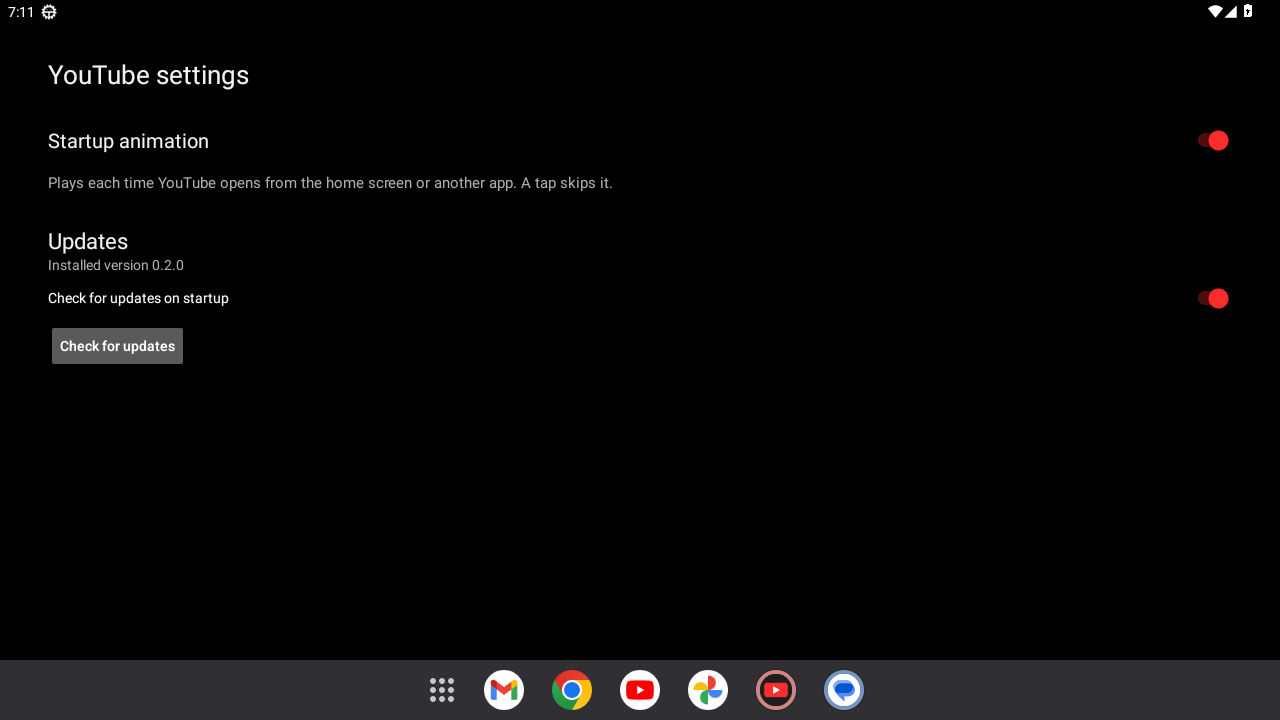 7:11
YouTube settings
Startup animation
Plays each time YouTube opens from the home screen or another app. A tap skips it.
Updates
Installed version 0.2.0
Check for updates on startup
Check for updates